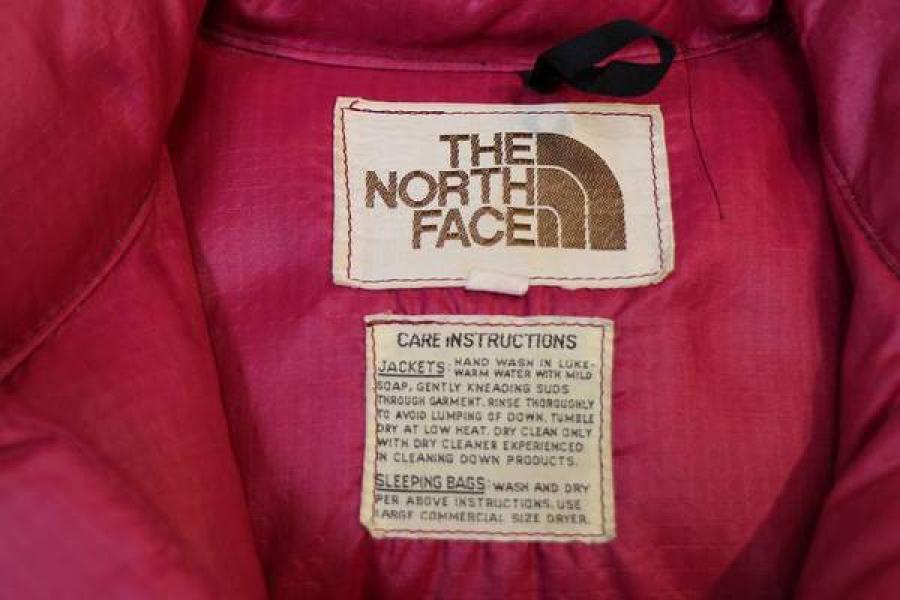 THE
NORTH
FACE
CARE INSTRUCTIONS
JACKETS: HAND WASH IN LUKE-
WARM WATER WITH MILD
SOAP, GENTLY KNEADING SUDS
THROUGH GARMENT. RINSE THOROUGHLY
TO AVOID LUMPING OF DOWN. TUMBLE
DRY AT LOW HEAT. DRY CLEAN ONLY
WITH DRY CLEANER EXPERIENCED
IN CLEANING DOWN PRODUCTS.
SLEEPING BAGS: WASH AND DRY
PER ABOVE INSTRUCTIONS. USE
LARGE COMMERCIAL SIZE DRYER.